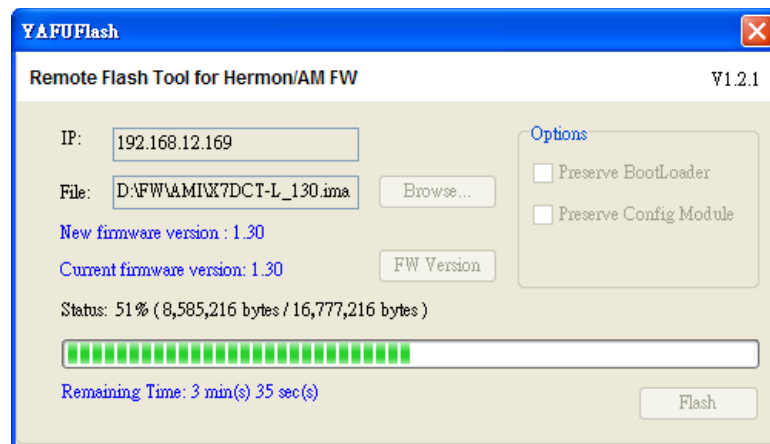 YAFUFlash
Remote Flash Tool for Hermon/AM FW V1.2.1
IP: 192.168.12.169
Options
Preserve BootLoader
File: D:\FW\AMI\X7DCT-L_130.ima Browse...
Preserve Config Module
New firmware version : 1.30
Current firmware version: 1.30 FW Version
Status: 51% ( 8,585,216 bytes / 16,777,216 bytes )
Remaining Time: 3 min(s) 35 sec(s)
Flash